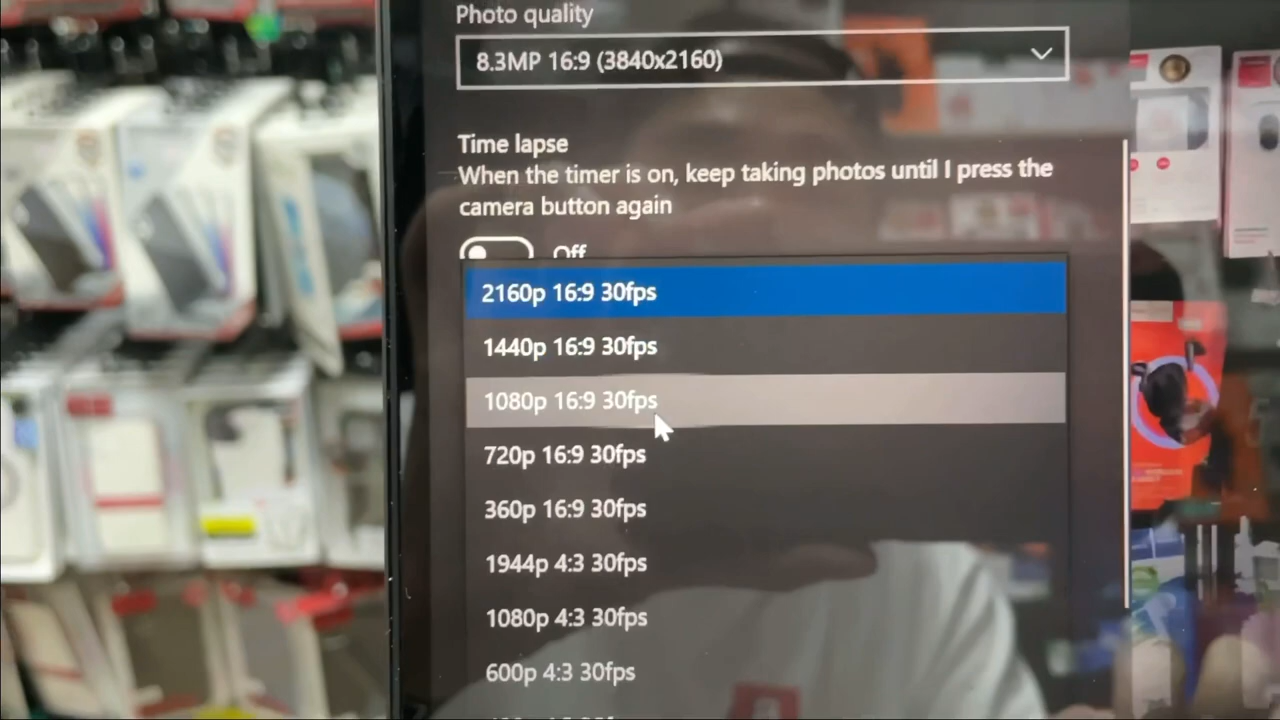 Photo quality
8.3MP 16:9 (3840x2160)
Time lapse
When the timer is on, keep taking photos until I press the
camera button again
Off
2160p 16:9 30fps
1440p 16:9 30fps
1080p 16:9 30fps
720p 16:9 30fps
360p 16:9 30fps
1944p 4:3 30fps
1080p 4:3 30fps
600p 4:3 30fps